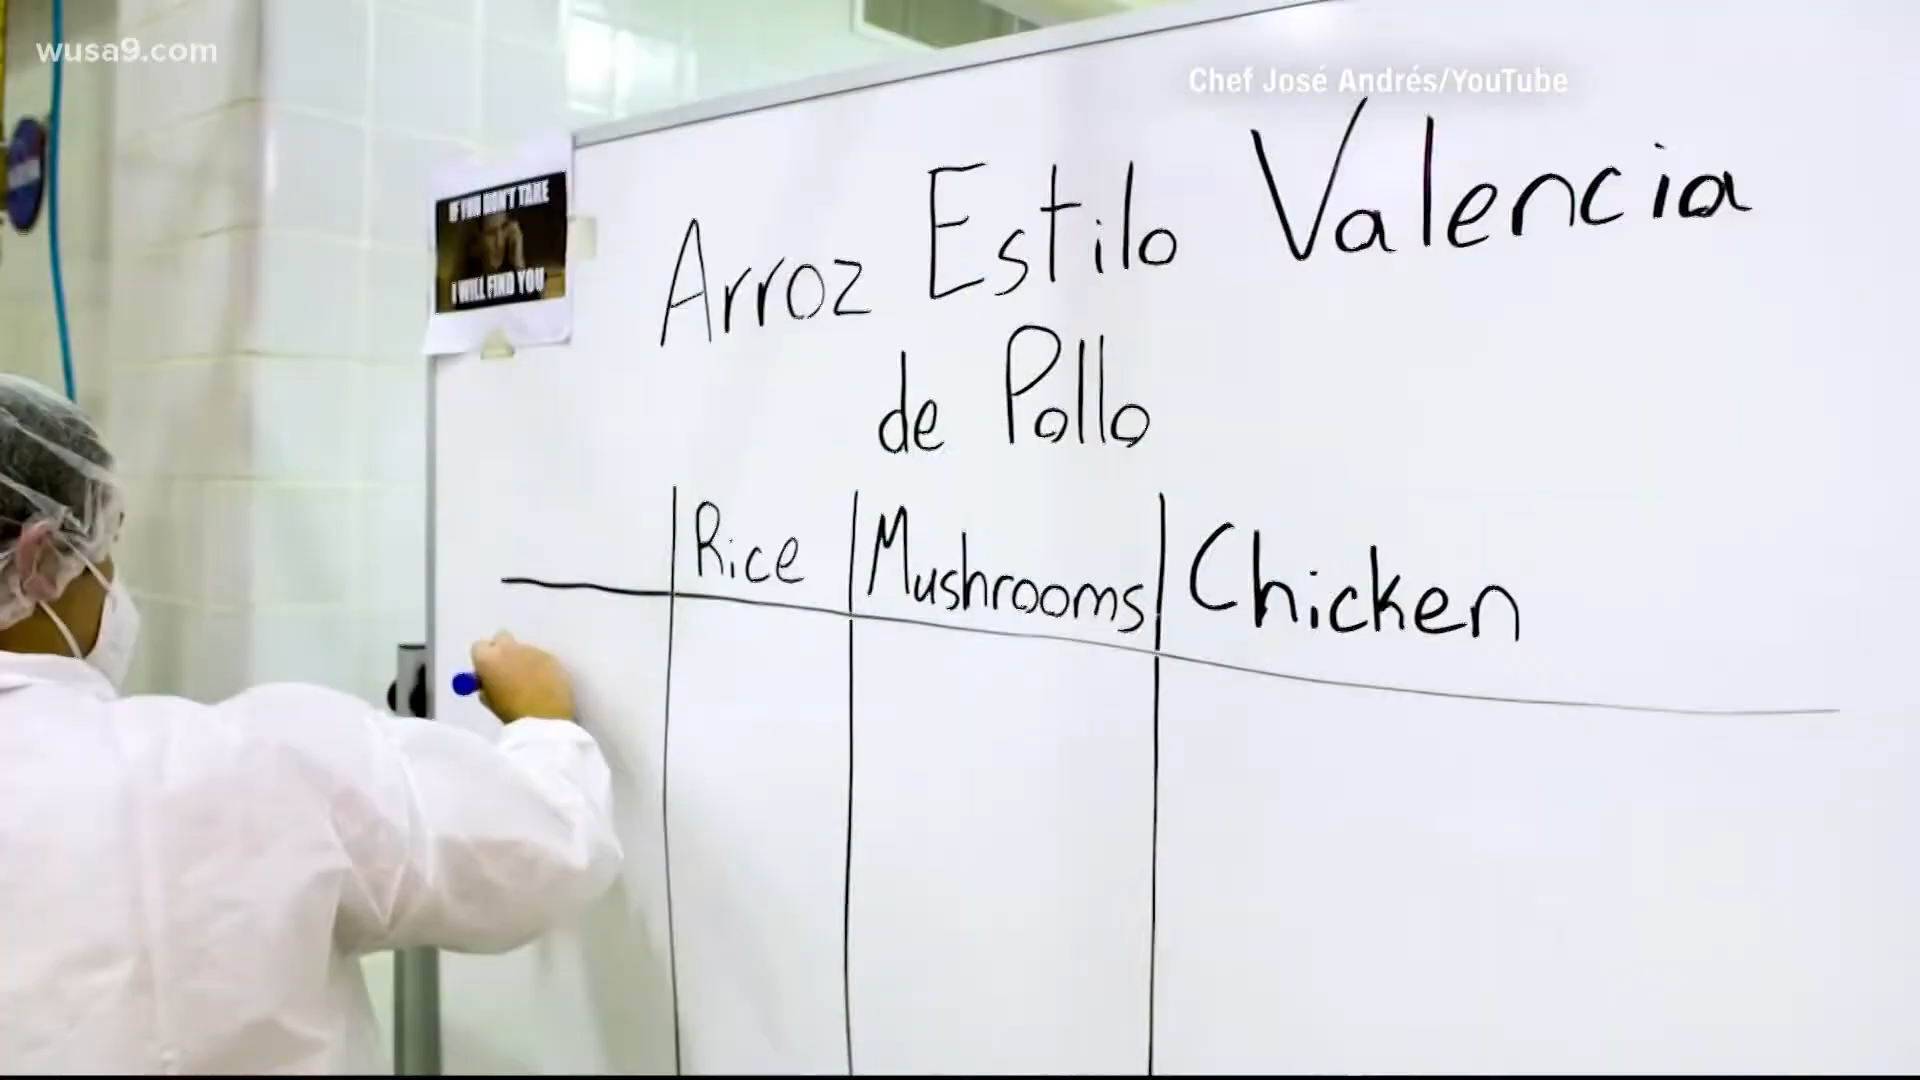 wusa9.com
Chef José Andrés/YouTube
IF YOU DON'T TAKE
I WILL FIND YOU
Arroz Estilo Valencia
de Pollo
Rice Mushrooms Chicken